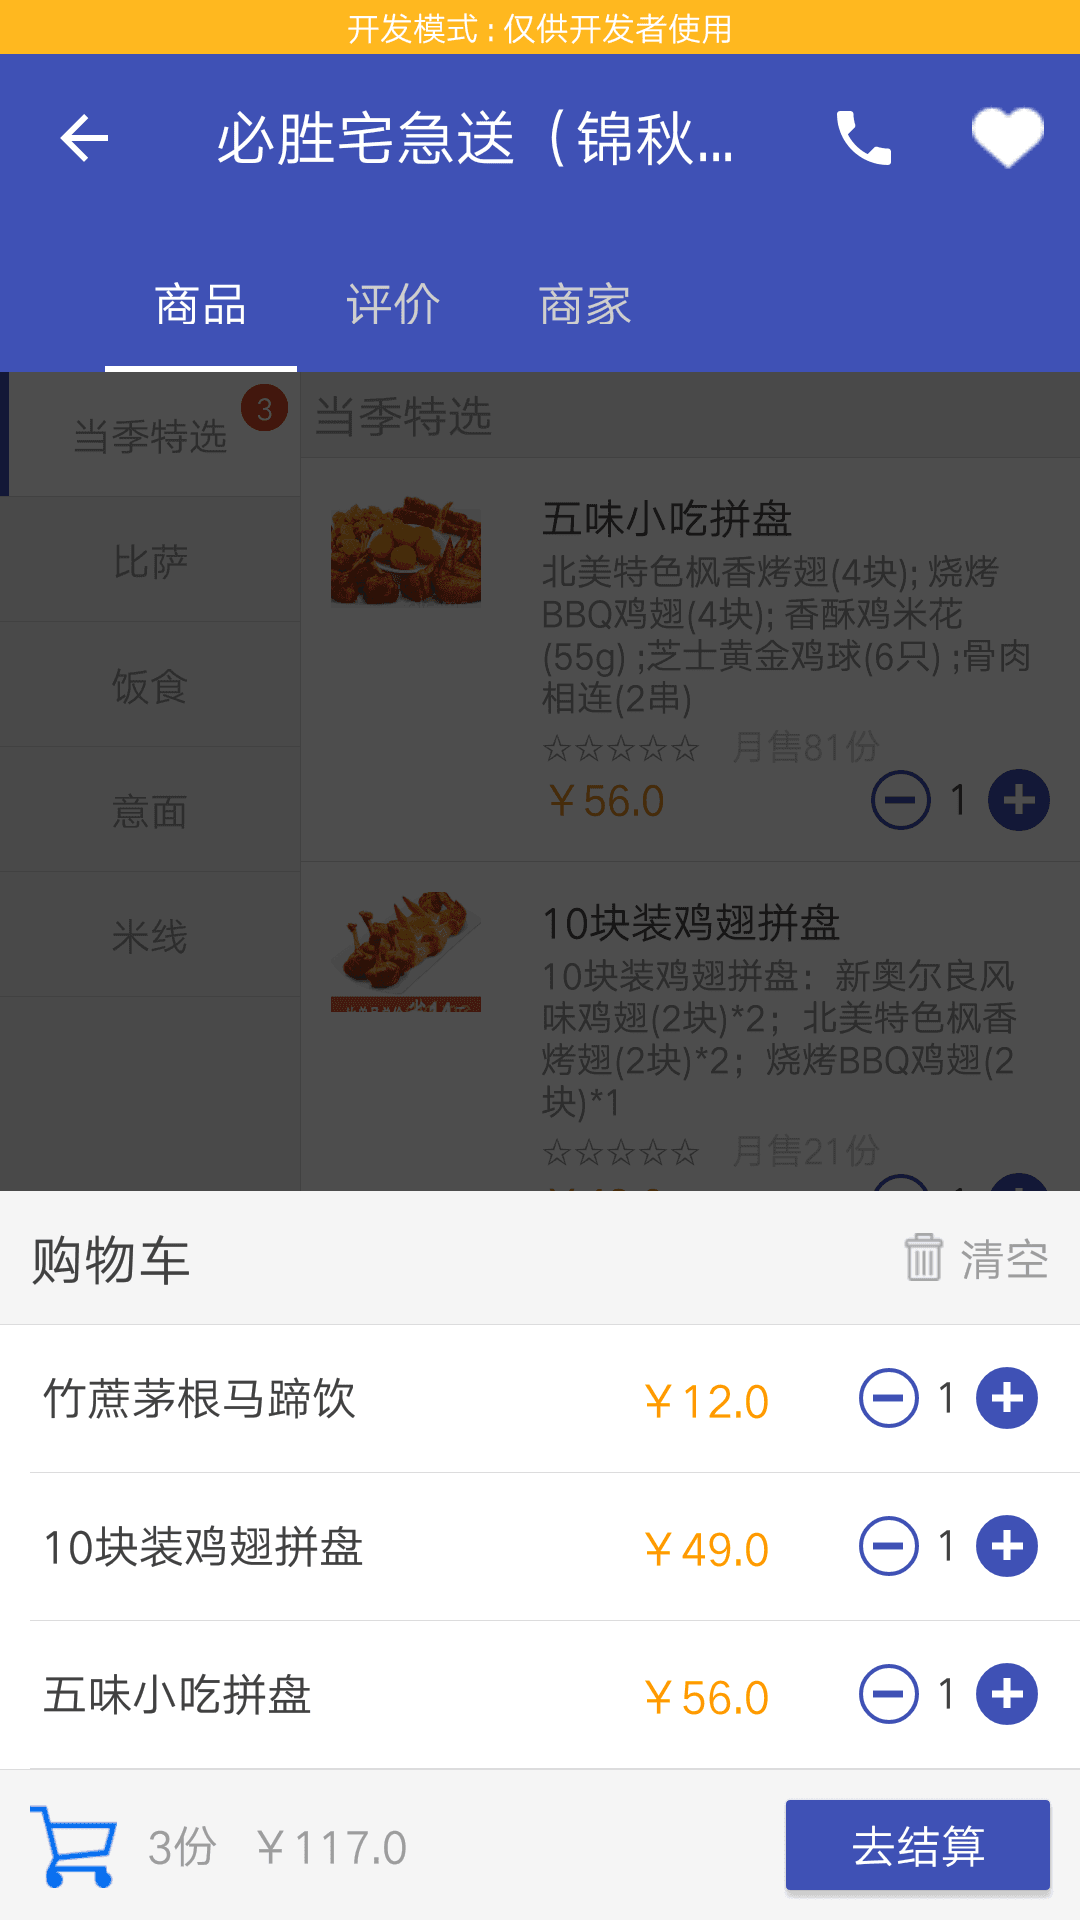 开发模式 : 仅供开发者使用
必胜宅急送（锦秋...
商品 评价 商家
当季特选 3
比萨
饭食
意面
米线
当季特选
五味小吃拼盘
北美特色枫香烤翅(4块); 烧烤
BBQ鸡翅(4块); 香酥鸡米花
(55g) ;芝士黄金鸡球(6只) ;骨肉
相连(2串)
☆☆☆☆☆ 月售81份
￥56.0 1
10块装鸡翅拼盘
10块装鸡翅拼盘：新奥尔良风
味鸡翅(2块)*2；北美特色枫香
烤翅(2块)*2；烧烤BBQ鸡翅(2
块)*1
☆☆☆☆☆ 月售21份
购物车 清空
竹蔗茅根马蹄饮 ￥12.0 1
10块装鸡翅拼盘 ￥49.0 1
五味小吃拼盘 ￥56.0 1
3份 ￥117.0 去结算